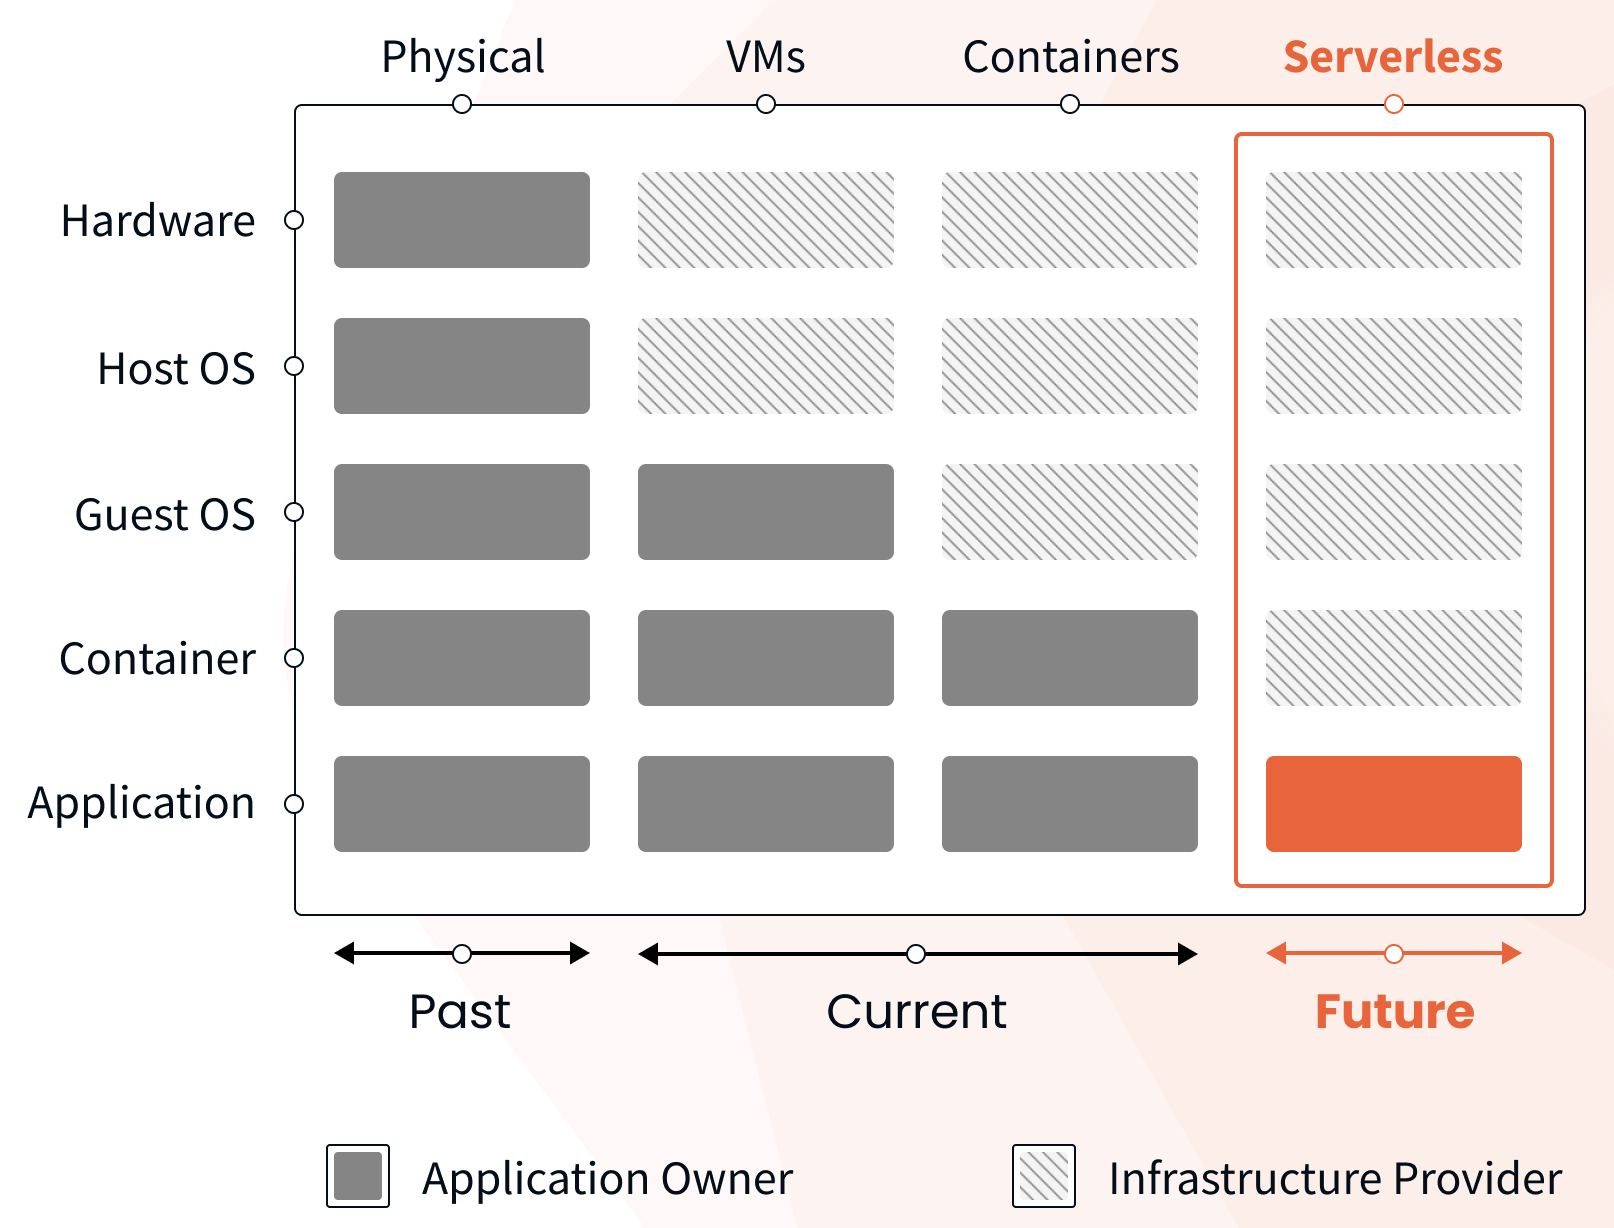 Physical
VMs
Containers
Serverless
Hardware
Host OS
Guest OS
Container
Application
Past
Current
Future
Application Owner
Infrastructure Provider